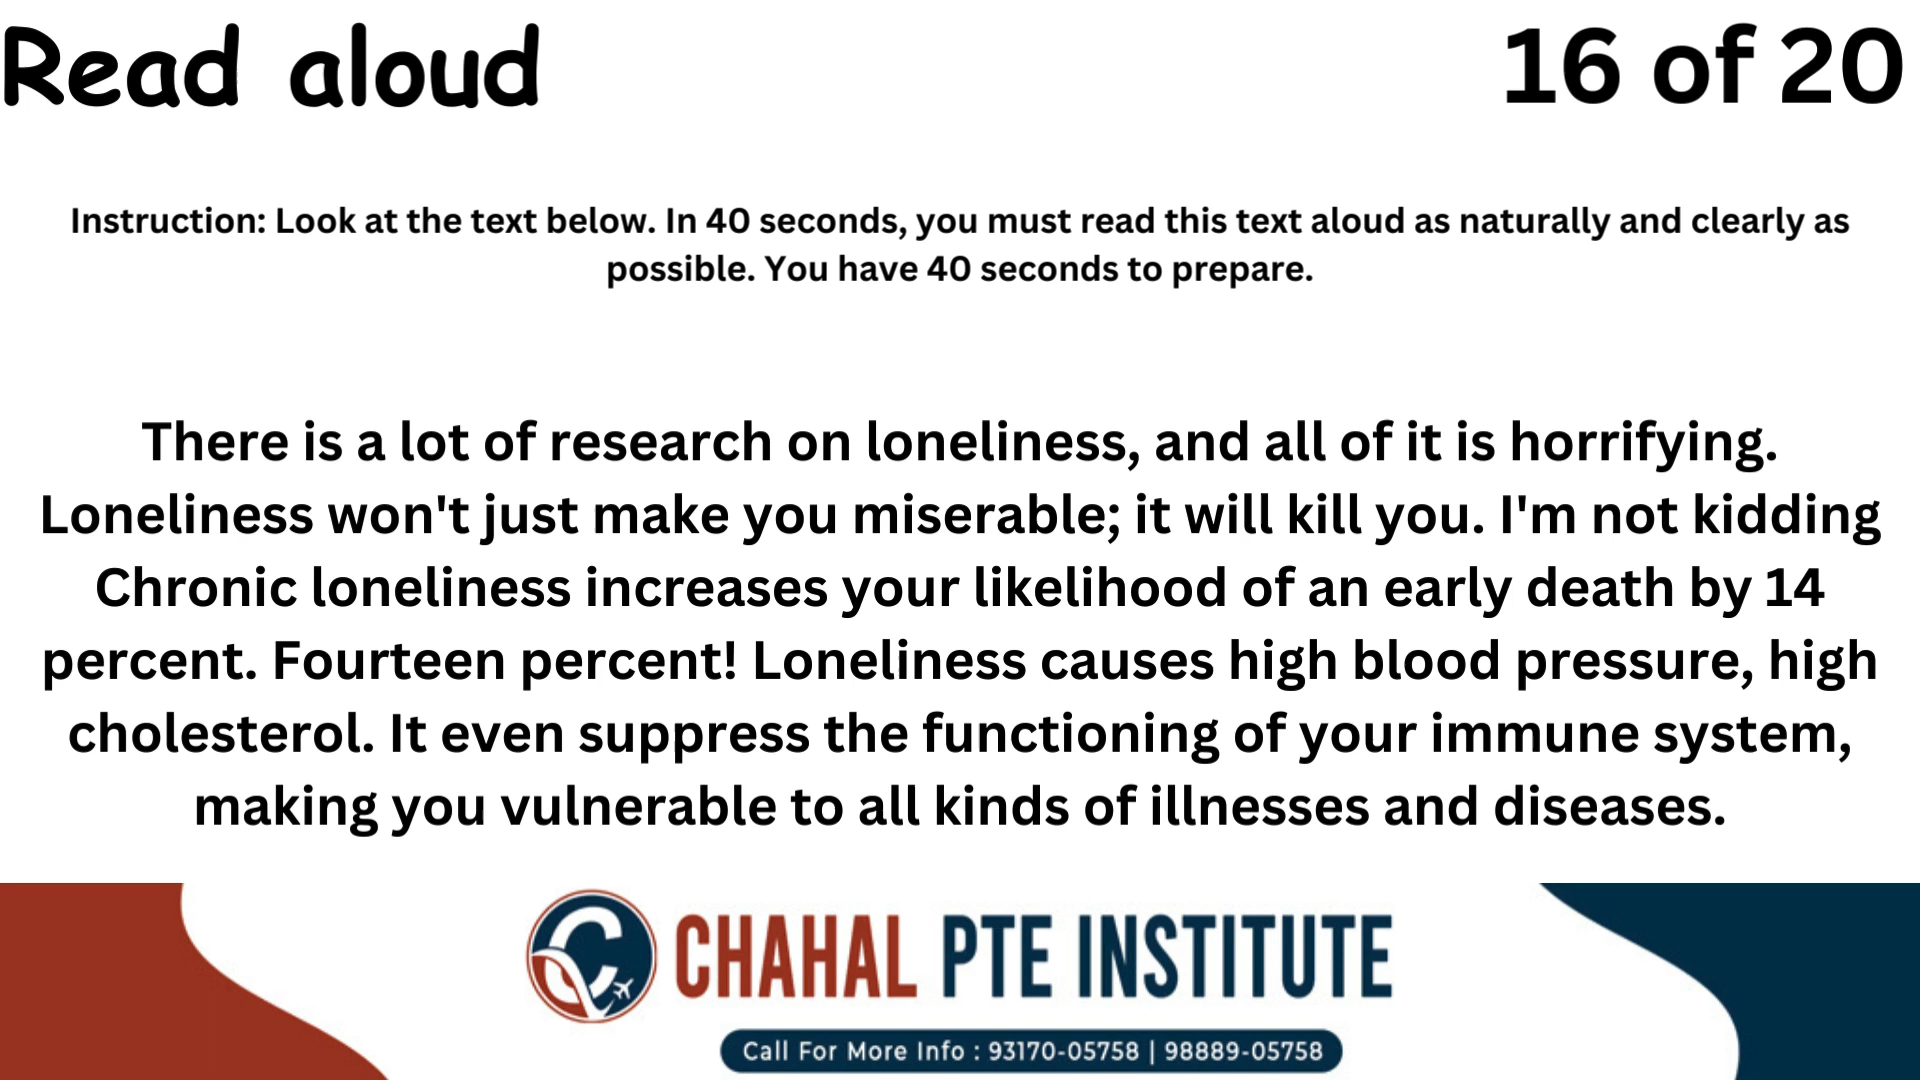 Read aloud
16 of 20
Instruction: Look at the text below. In 40 seconds, you must read this text aloud as naturally and clearly as
possible. You have 40 seconds to prepare.
There is a lot of research on loneliness, and all of it is horrifying.
Loneliness won't just make you miserable; it will kill you. I'm not kidding
Chronic loneliness increases your likelihood of an early death by 14
percent. Fourteen percent! Loneliness causes high blood pressure, high
cholesterol. It even suppress the functioning of your immune system,
making you vulnerable to all kinds of illnesses and diseases.
CHAHAL PTE INSTITUTE
Call For More Info : 93170-05758 | 98889-05758